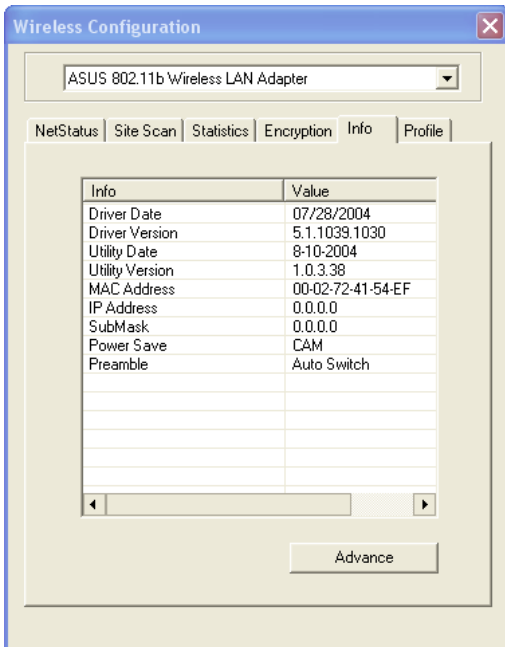 Wireless Configuration
ASUS 802.11b Wireless LAN Adapter
NetStatus Site Scan Statistics Encryption Info Profile
Info Value
Driver Date 07/28/2004
Driver Version 5.1.1039.1030
Utility Date 8-10-2004
Utility Version 1.0.3.38
MAC Address 00-02-72-41-54-EF
IP Address 0.0.0.0
SubMask 0.0.0.0
Power Save CAM
Preamble Auto Switch
Advance